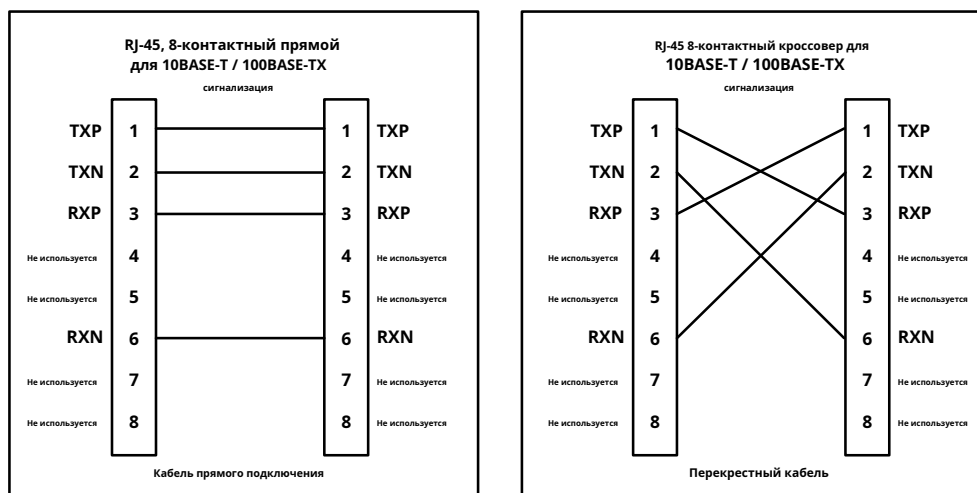 RJ-45, 8-контактный прямой
для 10BASE-T / 100BASE-TX
сигнализация
TXP 1 1 TXP
TXN 2 2 TXN
RXP 3 3 RXP
Не используется 4 4 Не используется
Не используется 5 5 Не используется
RXN 6 6 RXN
Не используется 7 7 Не используется
Не используется 8 8 Не используется
Кабель прямого подключения
RJ-45 8-контактный кроссовер для
10BASE-T / 100BASE-TX
сигнализация
TXP 1 1 TXP
TXN 2 2 TXN
RXP 3 3 RXP
Не используется 4 4 Не используется
Не используется 5 5 Не используется
RXN 6 6 RXN
Не используется 7 7 Не используется
Не используется 8 8 Не используется
Перекрестный кабель